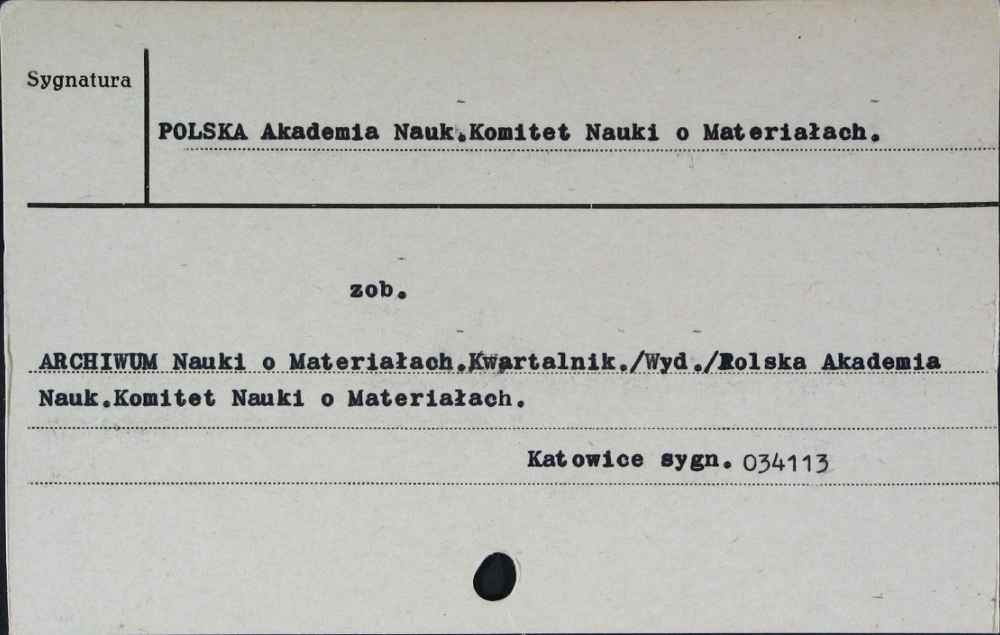 Sygnatura
POLSKA Akademia Nauk.Komitet Nauki o Materiałach.
zob.
ARCHIWUM Nauki o Materiałach.Kwartalnik./Wyd./Polska Akademia
Nauk.Komitet Nauki o Materiałach.
Katowice sygn. 034113